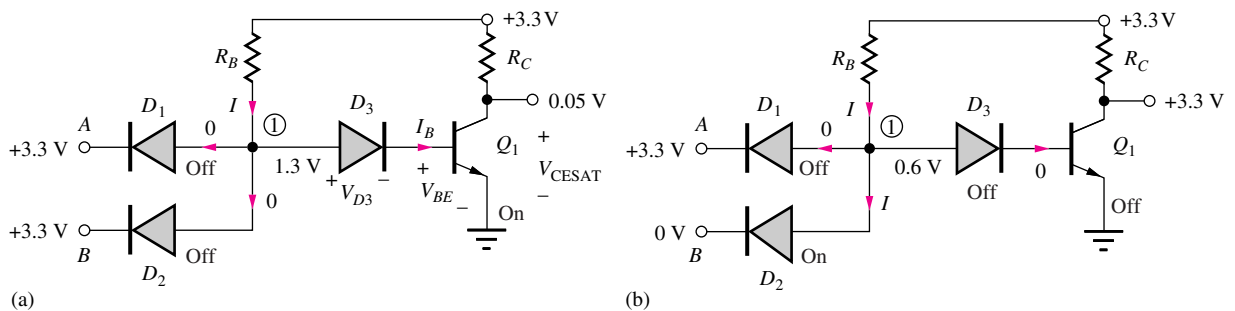 +3.3 V
R_B
R_C
I
D_1
D_3
0.05 V
A
0
①
I_B
Q_1
+
+3.3 V
Off
1.3 V
+
V_D3
−
+
V_BE
−
V_CESAT
−
0
On
+3.3 V
B
Off
D_2
(a)
+3.3 V
R_B
R_C
I
D_1
D_3
+3.3 V
A
0
①
Q_1
+3.3 V
Off
0.6 V
Off
0
I
Off
0 V
B
On
D_2
(b)